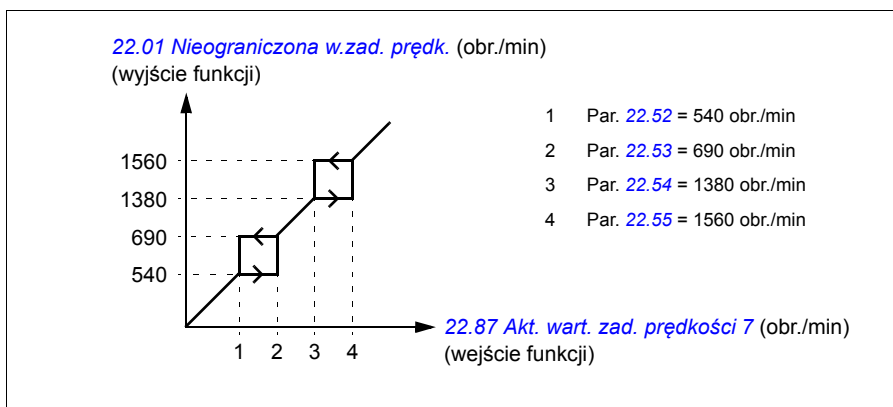 22.01 Nieograniczona w.zad. prędk. (obr./min)
(wyjście funkcji)
1 Par. 22.52 = 540 obr./min
2 Par. 22.53 = 690 obr./min
3 Par. 22.54 = 1380 obr./min
4 Par. 22.55 = 1560 obr./min
1560
1380
690
540
1 2 3 4
22.87 Akt. wart. zad. prędkości 7 (obr./min)
(wejście funkcji)